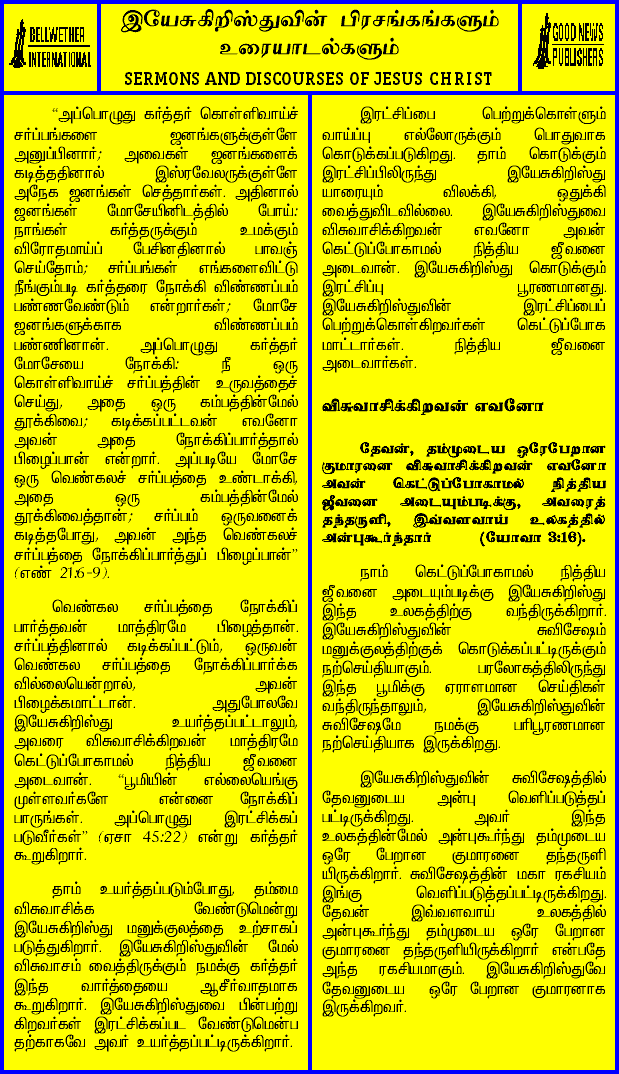 BELLWETHER
INTERNATIONAL
இயேசுகிறிஸ்துவின் பிரசங்கங்களும்
உரையாடல்களும்
SERMONS AND DISCOURSES OF JESUS CHRIST
GOOD NEWS
PUBLISHERS
“அப்பொழுது கர்த்தர் கொள்ளிவாய்ச்
சர்ப்பங்களை ஜனங்களுக்குள்ளே
அனுப்பினார்; அவைகள் ஜனங்களைக்
கடித்ததினால் இஸ்ரவேலருக்குள்ளே
அநேக ஜனங்கள் செத்தார்கள். அதினால்
ஜனங்கள் மோசேயினிடத்தில் போய்:
நாங்கள் கர்த்தருக்கும் உமக்கும்
விரோதமாய்ப் பேசினதினால் பாவஞ்
செய்தோம்; சர்ப்பங்கள் எங்களைவிட்டு
நீங்கும்படி கர்த்தரை நோக்கி விண்ணப்பம்
பண்ணவேண்டும் என்றார்கள்; மோசே
ஜனங்களுக்காக விண்ணப்பம்
பண்ணினான். அப்பொழுது கர்த்தர்
மோசேயை நோக்கி: நீ ஒரு
கொள்ளிவாய்ச் சர்ப்பத்தின் உருவத்தைச்
செய்து, அதை ஒரு கம்பத்தின்மேல்
தூக்கிவை; கடிக்கப்பட்டவன் எவனோ
அவன் அதை நோக்கிப்பார்த்தால்
பிழைப்பான் என்றார். அப்படியே மோசே
ஒரு வெண்கலச் சர்ப்பத்தை உண்டாக்கி,
அதை ஒரு கம்பத்தின்மேல்
தூக்கிவைத்தான்; சர்ப்பம் ஒருவனைக்
கடித்தபோது, அவன் அந்த வெண்கலச்
சர்ப்பத்தை நோக்கிப்பார்த்துப் பிழைப்பான்”
(எண் 21:6-9).
வெண்கல சர்ப்பத்தை நோக்கிப்
பார்த்தவன் மாத்திரமே பிழைத்தான்.
சர்ப்பத்தினால் கடிக்கப்பட்டும், ஒருவன்
வெண்கல சர்ப்பத்தை நோக்கிப்பார்க்க
வில்லையென்றால், அவன்
பிழைக்கமாட்டான். அதுபோலவே
இயேசுகிறிஸ்து உயர்த்தப்பட்டாலும்,
அவரை விசுவாசிக்கிறவன் மாத்திரமே
கெட்டுப்போகாமல் நித்திய ஜீவனை
அடைவான். “பூமியின் எல்லையெங்கு
முள்ளவர்களே என்னை நோக்கிப்
பாருங்கள். அப்பொழுது இரட்சிக்கப்
படுவீர்கள்” (ஏசா 45:22) என்று கர்த்தர்
கூறுகிறார்.
தாம் உயர்த்தப்படும்போது, தம்மை
விசுவாசிக்க வேண்டுமென்று
இயேசுகிறிஸ்து மனுக்குலத்தை உற்சாகப்
படுத்துகிறார். இயேசுகிறிஸ்துவின் மேல்
விசுவாசம் வைத்திருக்கும் நமக்கு கர்த்தர்
இந்த வார்த்தையை ஆசீர்வாதமாக
கூறுகிறார். இயேசுகிறிஸ்துவை பின்பற்று
கிறவர்கள் இரட்சிக்கப்பட வேண்டுமென்ப
தற்காகவே அவர் உயர்த்தப்பட்டிருக்கிறார்.
இரட்சிப்பை பெற்றுக்கொள்ளும்
வாய்ப்பு எல்லோருக்கும் பொதுவாக
கொடுக்கப்படுகிறது. தாம் கொடுக்கும்
இரட்சிப்பிலிருந்து இயேசுகிறிஸ்து
யாரையும் விலக்கி, ஒதுக்கி
வைத்துவிடவில்லை. இயேசுகிறிஸ்துவை
விசுவாசிக்கிறவன் எவனோ அவன்
கெட்டுப்போகாமல் நித்திய ஜீவனை
அடைவான். இயேசுகிறிஸ்து கொடுக்கும்
இரட்சிப்பு பூரணமானது.
இயேசுகிறிஸ்துவின் இரட்சிப்பைப்
பெற்றுக்கொள்கிறவர்கள் கெட்டுப்போக
மாட்டார்கள். நித்திய ஜீவனை
அடைவார்கள்.
விசுவாசிக்கிறவன் எவனோ
தேவன், தம்முடைய ஒரேபேறான
குமாரனை விசுவாசிக்கிறவன் எவனோ
அவன் கெட்டுப்போகாமல் நித்திய
ஜீவனை அடையும்படிக்கு, அவரைத்
தந்தருளி, இவ்வளவாய் உலகத்தில்
அன்புகூர்ந்தார் (யோவா 3:16).
நாம் கெட்டுப்போகாமல் நித்திய
ஜீவனை அடையும்படிக்கு இயேசுகிறிஸ்து
இந்த உலகத்திற்கு வந்திருக்கிறார்.
இயேசுகிறிஸ்துவின் சுவிசேஷம்
மனுக்குலத்திற்குக் கொடுக்கப்பட்டிருக்கும்
நற்செய்தியாகும். பரலோகத்திலிருந்து
இந்த பூமிக்கு ஏராளமான செய்திகள்
வந்திருந்தாலும், இயேசுகிறிஸ்துவின்
சுவிசேஷமே நமக்கு பரிபூரணமான
நற்செய்தியாக இருக்கிறது.
இயேசுகிறிஸ்துவின் சுவிசேஷத்தில்
தேவனுடைய அன்பு வெளிப்படுத்தப்
பட்டிருக்கிறது. அவர் இந்த
உலகத்தின்மேல் அன்புகூர்ந்து தம்முடைய
ஒரே பேறான குமாரனை தந்தருளி
யிருக்கிறார். சுவிசேஷத்தின் மகா ரகசியம்
இங்கு வெளிப்படுத்தப்பட்டிருக்கிறது.
தேவன் இவ்வளவாய் உலகத்தில்
அன்புகூர்ந்து தம்முடைய ஒரே பேறான
குமாரனை தந்தருளியிருக்கிறார் என்பதே
அந்த ரகசியமாகும். இயேசுகிறிஸ்துவே
தேவனுடைய ஒரே பேறான குமாரனாக
இருக்கிறவர்.